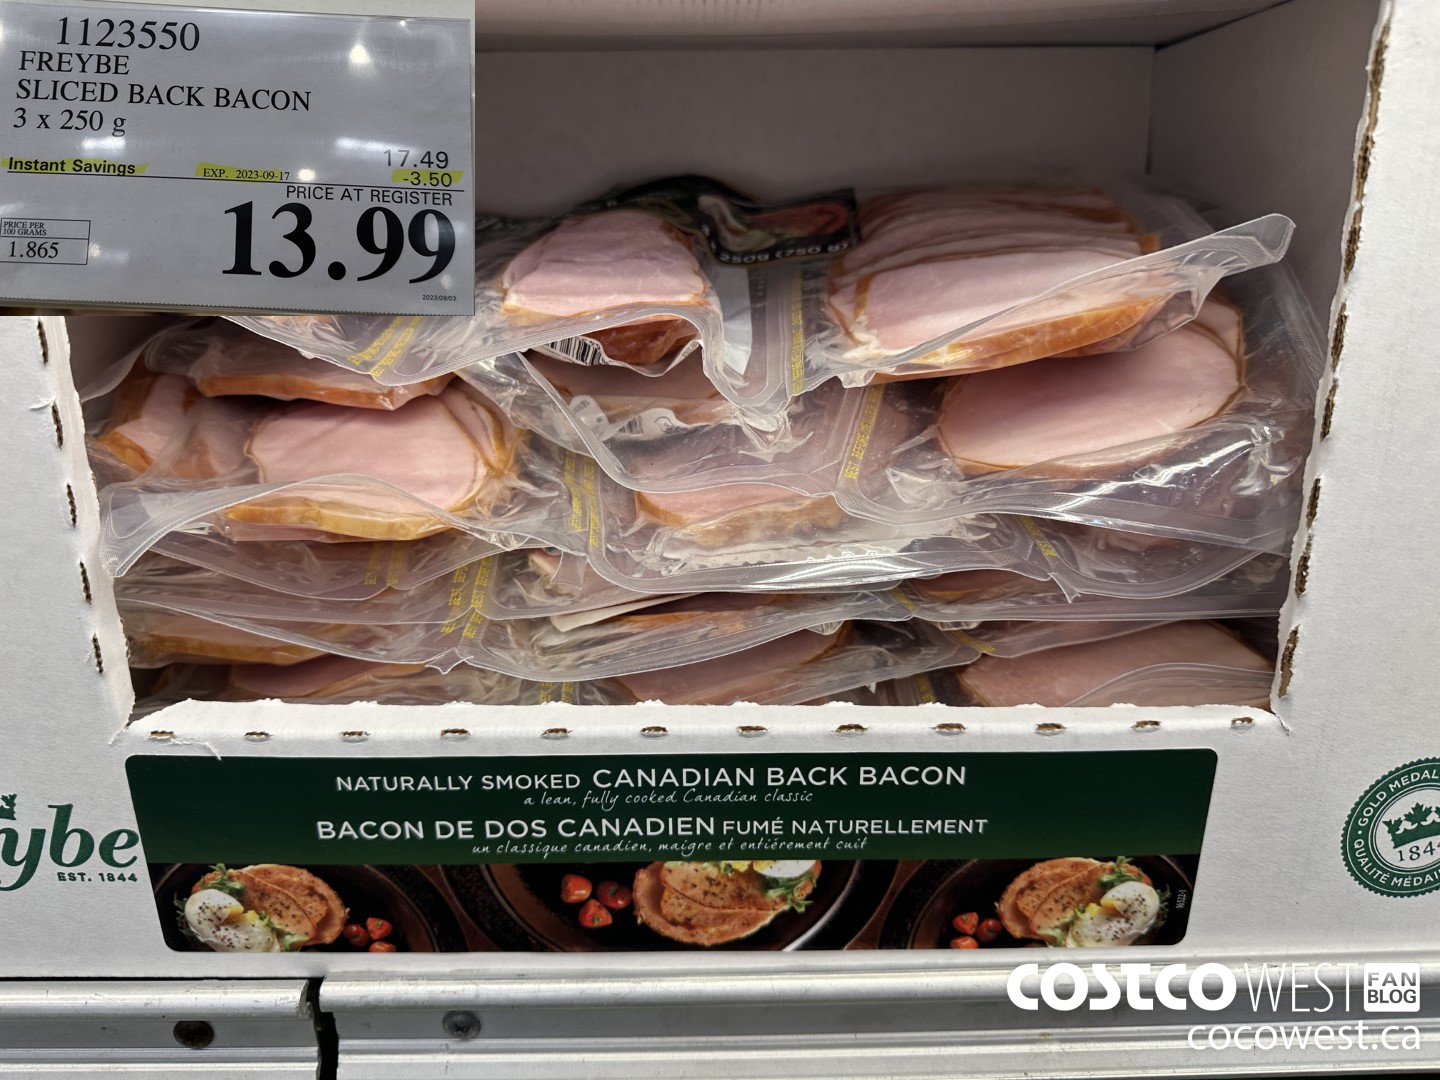 1123550
FREYBE
SLICED BACK BACON
3 x 250 g
17.49
Instant Savings EXP. 2023-09-17 -3.50
PRICE AT REGISTER
13.99
PRICE PER
100 GRAMS
1.865
2023/09/03
250g (750 g)
NATURALLY SMOKED CANADIAN BACK BACON
a lean, fully cooked Canadian classic
BACON DE DOS CANADIEN FUMÉ NATURELLEMENT
un classique canadien, maigre et entièrement cuit
ybe
EST. 1844
GOLD MEDAL
184
QUALITÉ MÉDAI
COSTCO WEST FAN BLOG
cocowest.ca